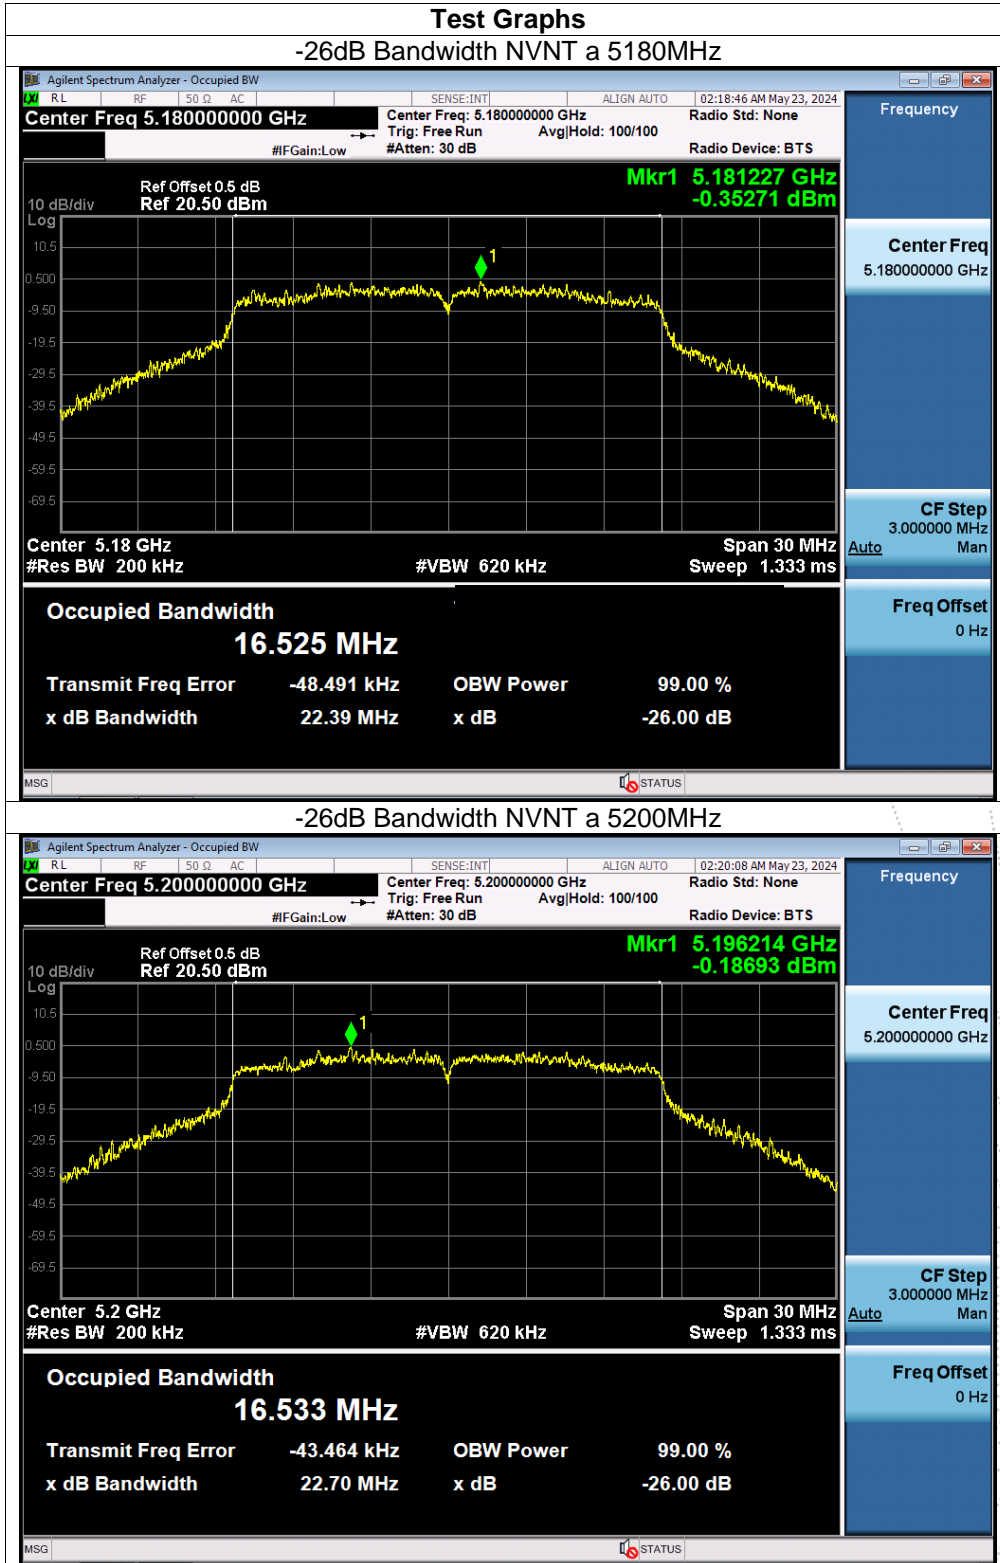 Test Graphs
-26dB Bandwidth NVNT a 5180MHz
Agilent Spectrum Analyzer - Occupied BW
LXI RL RF 50 Ω AC SENSE:INT ALIGN AUTO 02:18:46 AM May 23, 2024
Center Freq 5.180000000 GHz
Center Freq: 5.180000000 GHz
Radio Std: None
Trig: Free Run Avg|Hold: 100/100
#IFGain:Low #Atten: 30 dB Radio Device: BTS
Frequency
Mkr1 5.181227 GHz
-0.35271 dBm
Ref Offset 0.5 dB
10 dB/div Ref 20.50 dBm
Log
10.5
0.500
-9.50
-19.5
-29.5
-39.5
-49.5
-59.5
-69.5
1
Center Freq
5.180000000 GHz
CF Step
3.000000 MHz
Auto Man
Center 5.18 GHz Span 30 MHz
#Res BW 200 kHz #VBW 620 kHz Sweep 1.333 ms
Freq Offset
0 Hz
Occupied Bandwidth
16.525 MHz
Transmit Freq Error -48.491 kHz OBW Power 99.00 %
x dB Bandwidth 22.39 MHz x dB -26.00 dB
MSG STATUS
-26dB Bandwidth NVNT a 5200MHz
Agilent Spectrum Analyzer - Occupied BW
LXI RL RF 50 Ω AC SENSE:INT ALIGN AUTO 02:20:08 AM May 23, 2024
Center Freq 5.200000000 GHz
Center Freq: 5.200000000 GHz
Radio Std: None
Trig: Free Run Avg|Hold: 100/100
#IFGain:Low #Atten: 30 dB Radio Device: BTS
Frequency
Mkr1 5.196214 GHz
-0.18693 dBm
Ref Offset 0.5 dB
10 dB/div Ref 20.50 dBm
Log
10.5
0.500
-9.50
-19.5
-29.5
-39.5
-49.5
-59.5
-69.5
1
Center Freq
5.200000000 GHz
CF Step
3.000000 MHz
Auto Man
Center 5.2 GHz Span 30 MHz
#Res BW 200 kHz #VBW 620 kHz Sweep 1.333 ms
Freq Offset
0 Hz
Occupied Bandwidth
16.533 MHz
Transmit Freq Error -43.464 kHz OBW Power 99.00 %
x dB Bandwidth 22.70 MHz x dB -26.00 dB
MSG STATUS